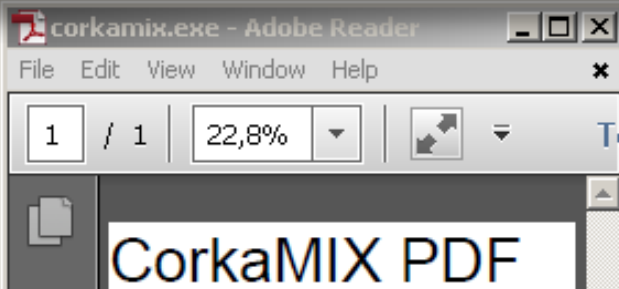 corkamix.exe - Adobe Reader
File Edit View Window Help
1 / 1 22,8%
CorkaMIX PDF